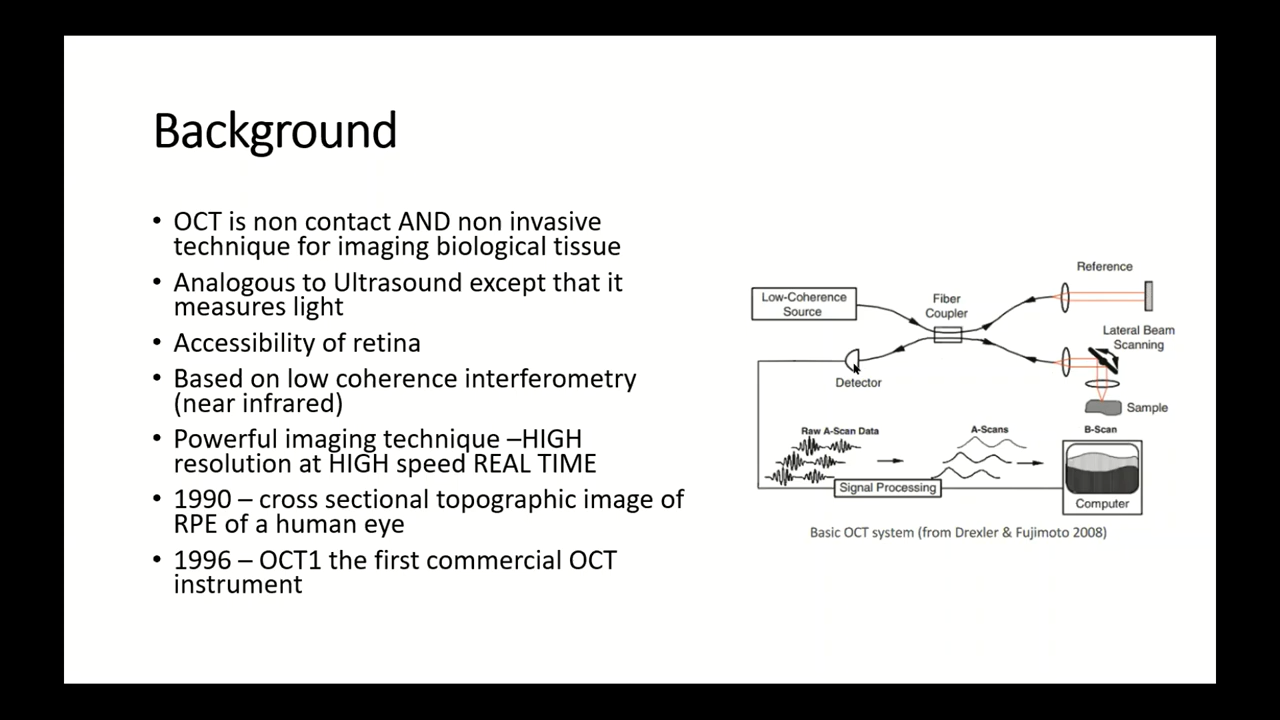 Background
• OCT is non contact AND non invasive
technique for imaging biological tissue
• Analogous to Ultrasound except that it
measures light
• Accessibility of retina
• Based on low coherence interferometry
(near infrared)
• Powerful imaging technique –HIGH
resolution at HIGH speed REAL TIME
• 1990 – cross sectional topographic image of
RPE of a human eye
• 1996 – OCT1 the first commercial OCT
instrument
Reference
Low-Coherence
Source
Fiber
Coupler
Lateral Beam
Scanning
Detector
Sample
Raw A-Scan Data
A-Scans
B-Scan
Signal Processing
Computer
Basic OCT system (from Drexler & Fujimoto 2008)